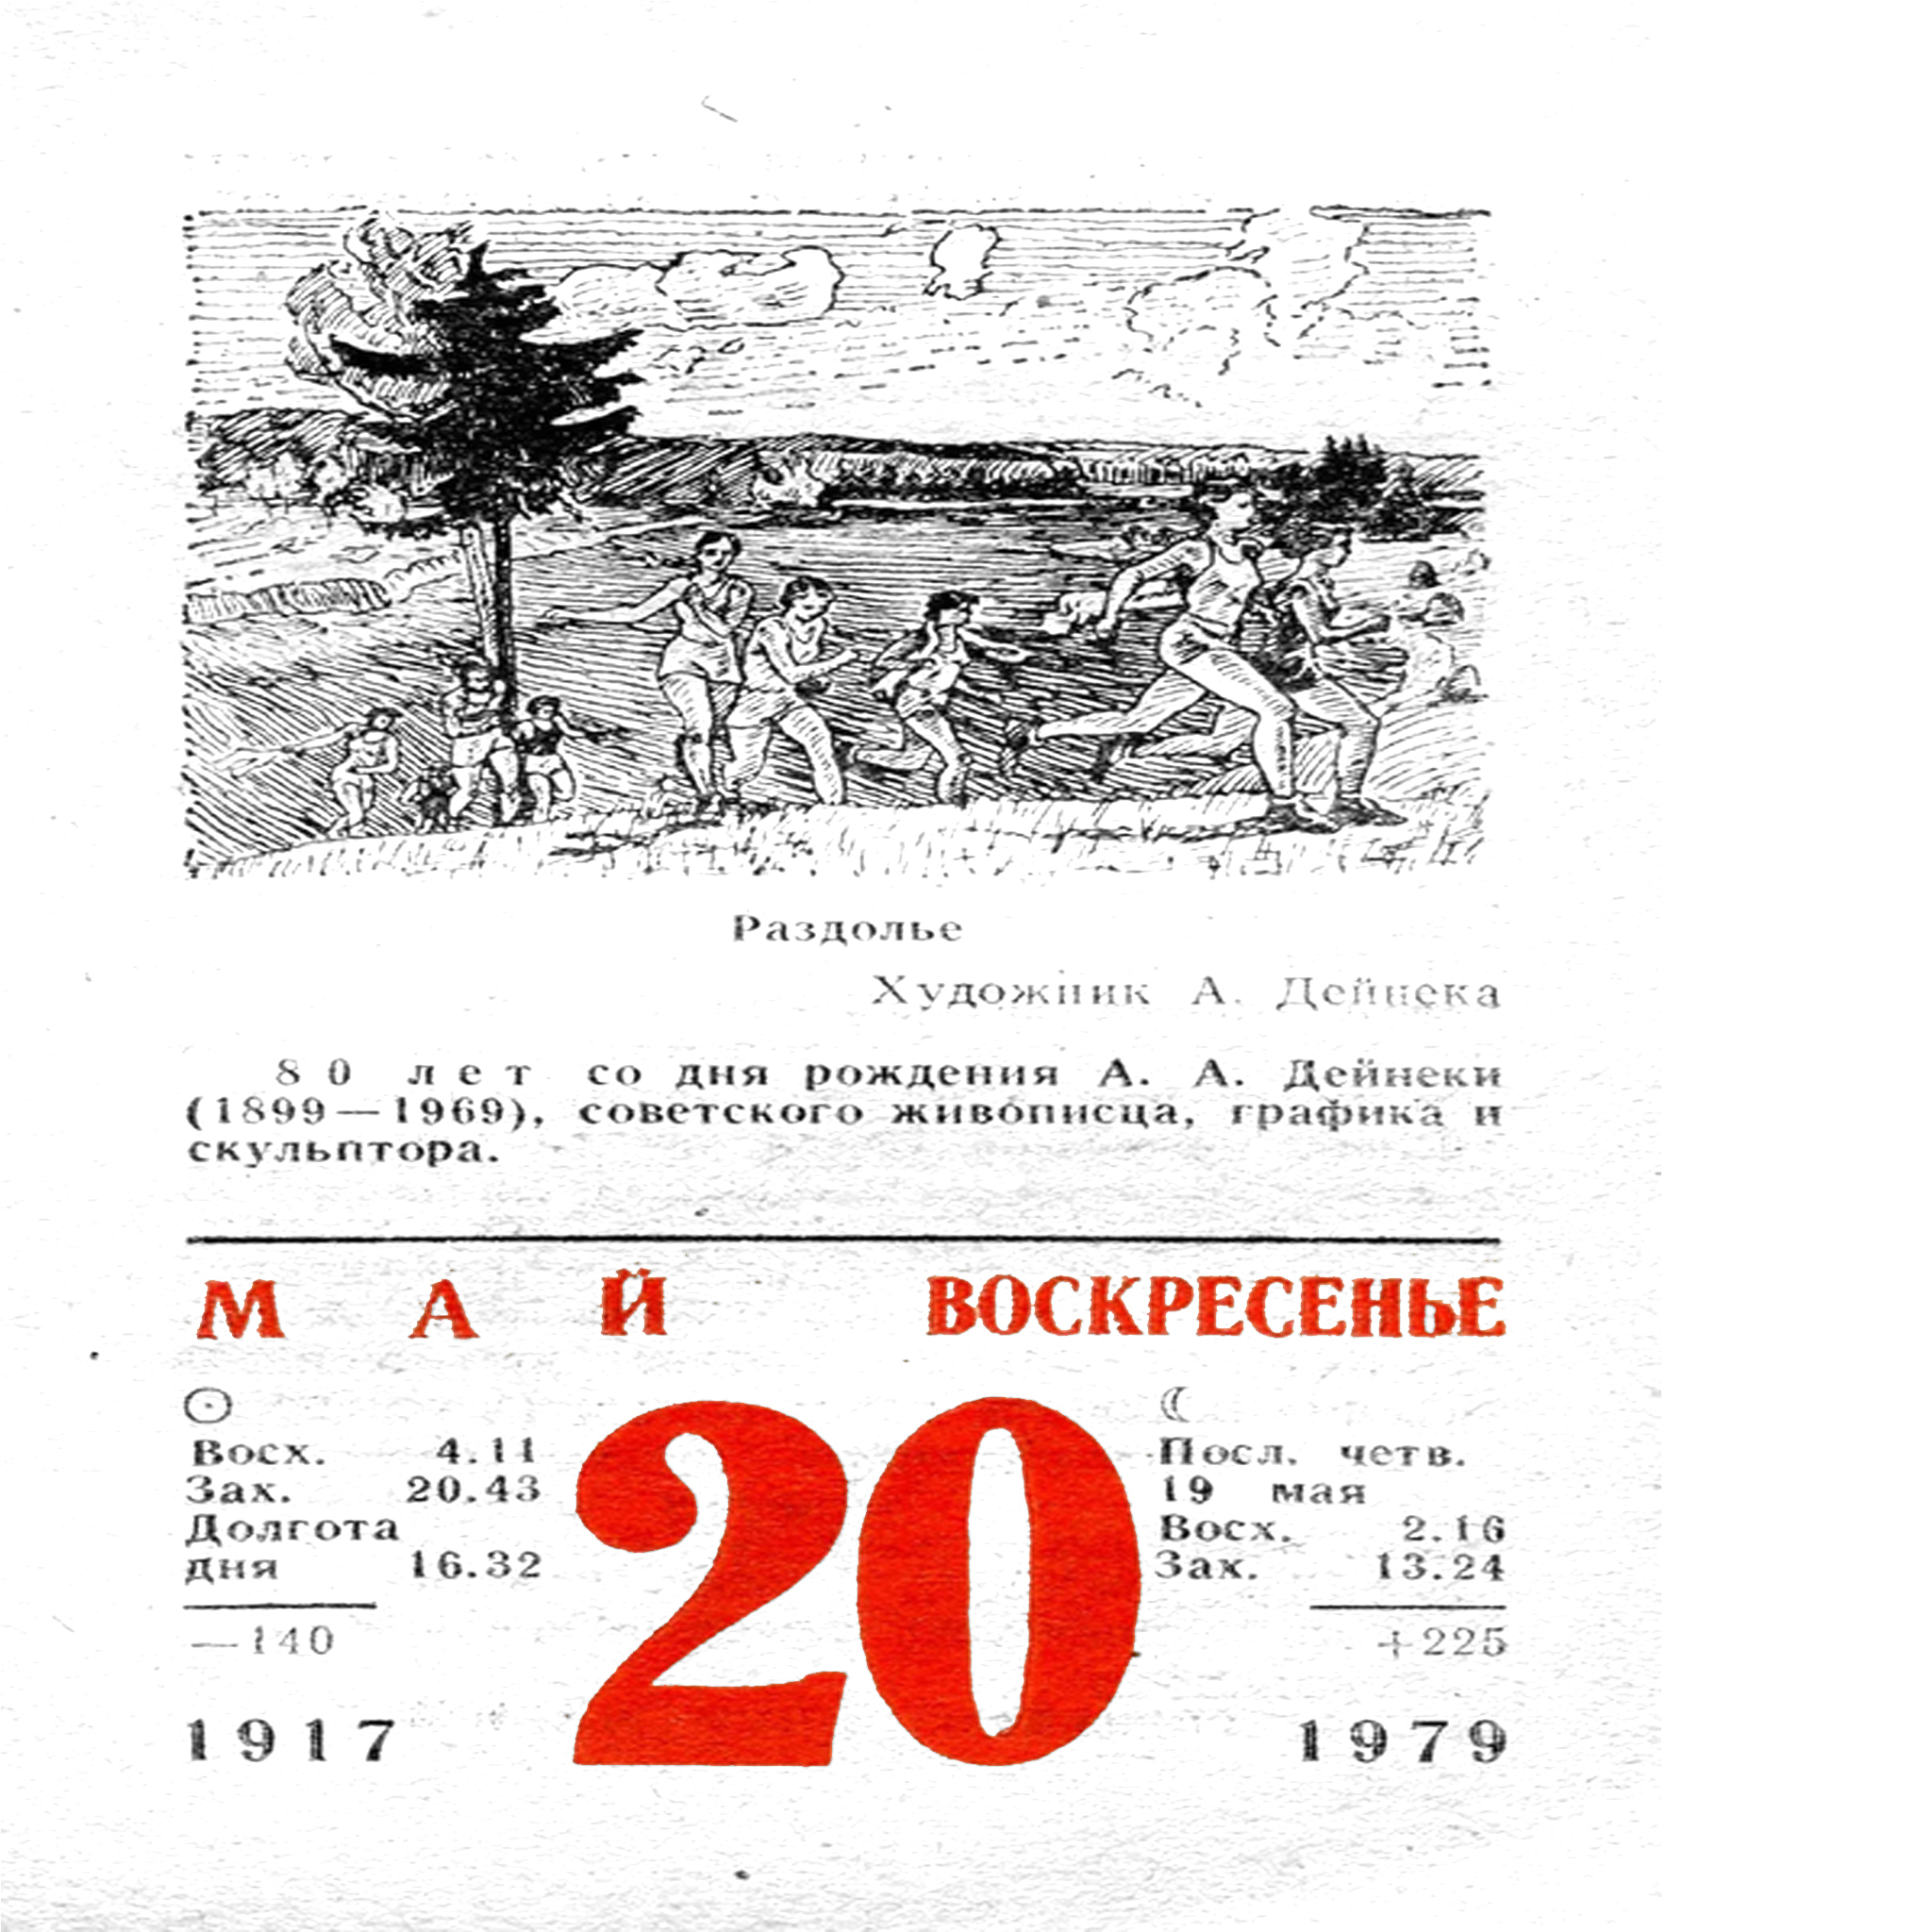 Раздолье
Художник А. Дейнека
80 лет со дня рождения А. А. Дейнеки
(1899—1969), советского живописца, графика и
скульптора.
МАЙ ВОСКРЕСЕНЬЕ
Восх. 4.11
Зах. 20.43
Долгота
дня 16.32
—140
1917
20
Посл. четв.
19 мая
Восх. 2.16
Зах. 13.24
+225
1979